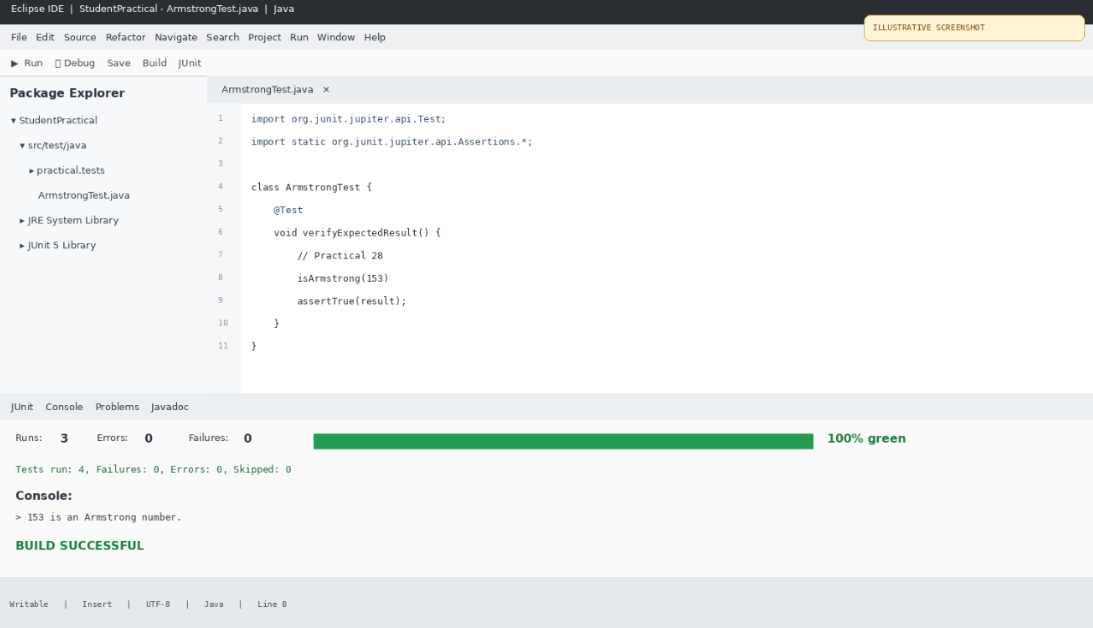 Eclipse IDE | StudentPractical - ArmstrongTest.java | Java
ILLUSTRATIVE SCREENSHOT
File Edit Source Refactor Navigate Search Project Run Window Help
▶ Run Debug Save Build JUnit
Package Explorer
▾ StudentPractical
▾ src/test/java
▸ practical.tests
ArmstrongTest.java
▸ JRE System Library
▸ JUnit 5 Library
ArmstrongTest.java ✕
1 import org.junit.jupiter.api.Test;
2 import static org.junit.jupiter.api.Assertions.*;
3
4 class ArmstrongTest {
5 @Test
6 void verifyExpectedResult() {
7 // Practical 28
8 isArmstrong(153)
9 assertTrue(result);
10 }
11 }
JUnit Console Problems Javadoc
Runs: 3 Errors: 0 Failures: 0 100% green
Tests run: 4, Failures: 0, Errors: 0, Skipped: 0
Console:
> 153 is an Armstrong number.
BUILD SUCCESSFUL
Writable | Insert | UTF-8 | Java | Line 8